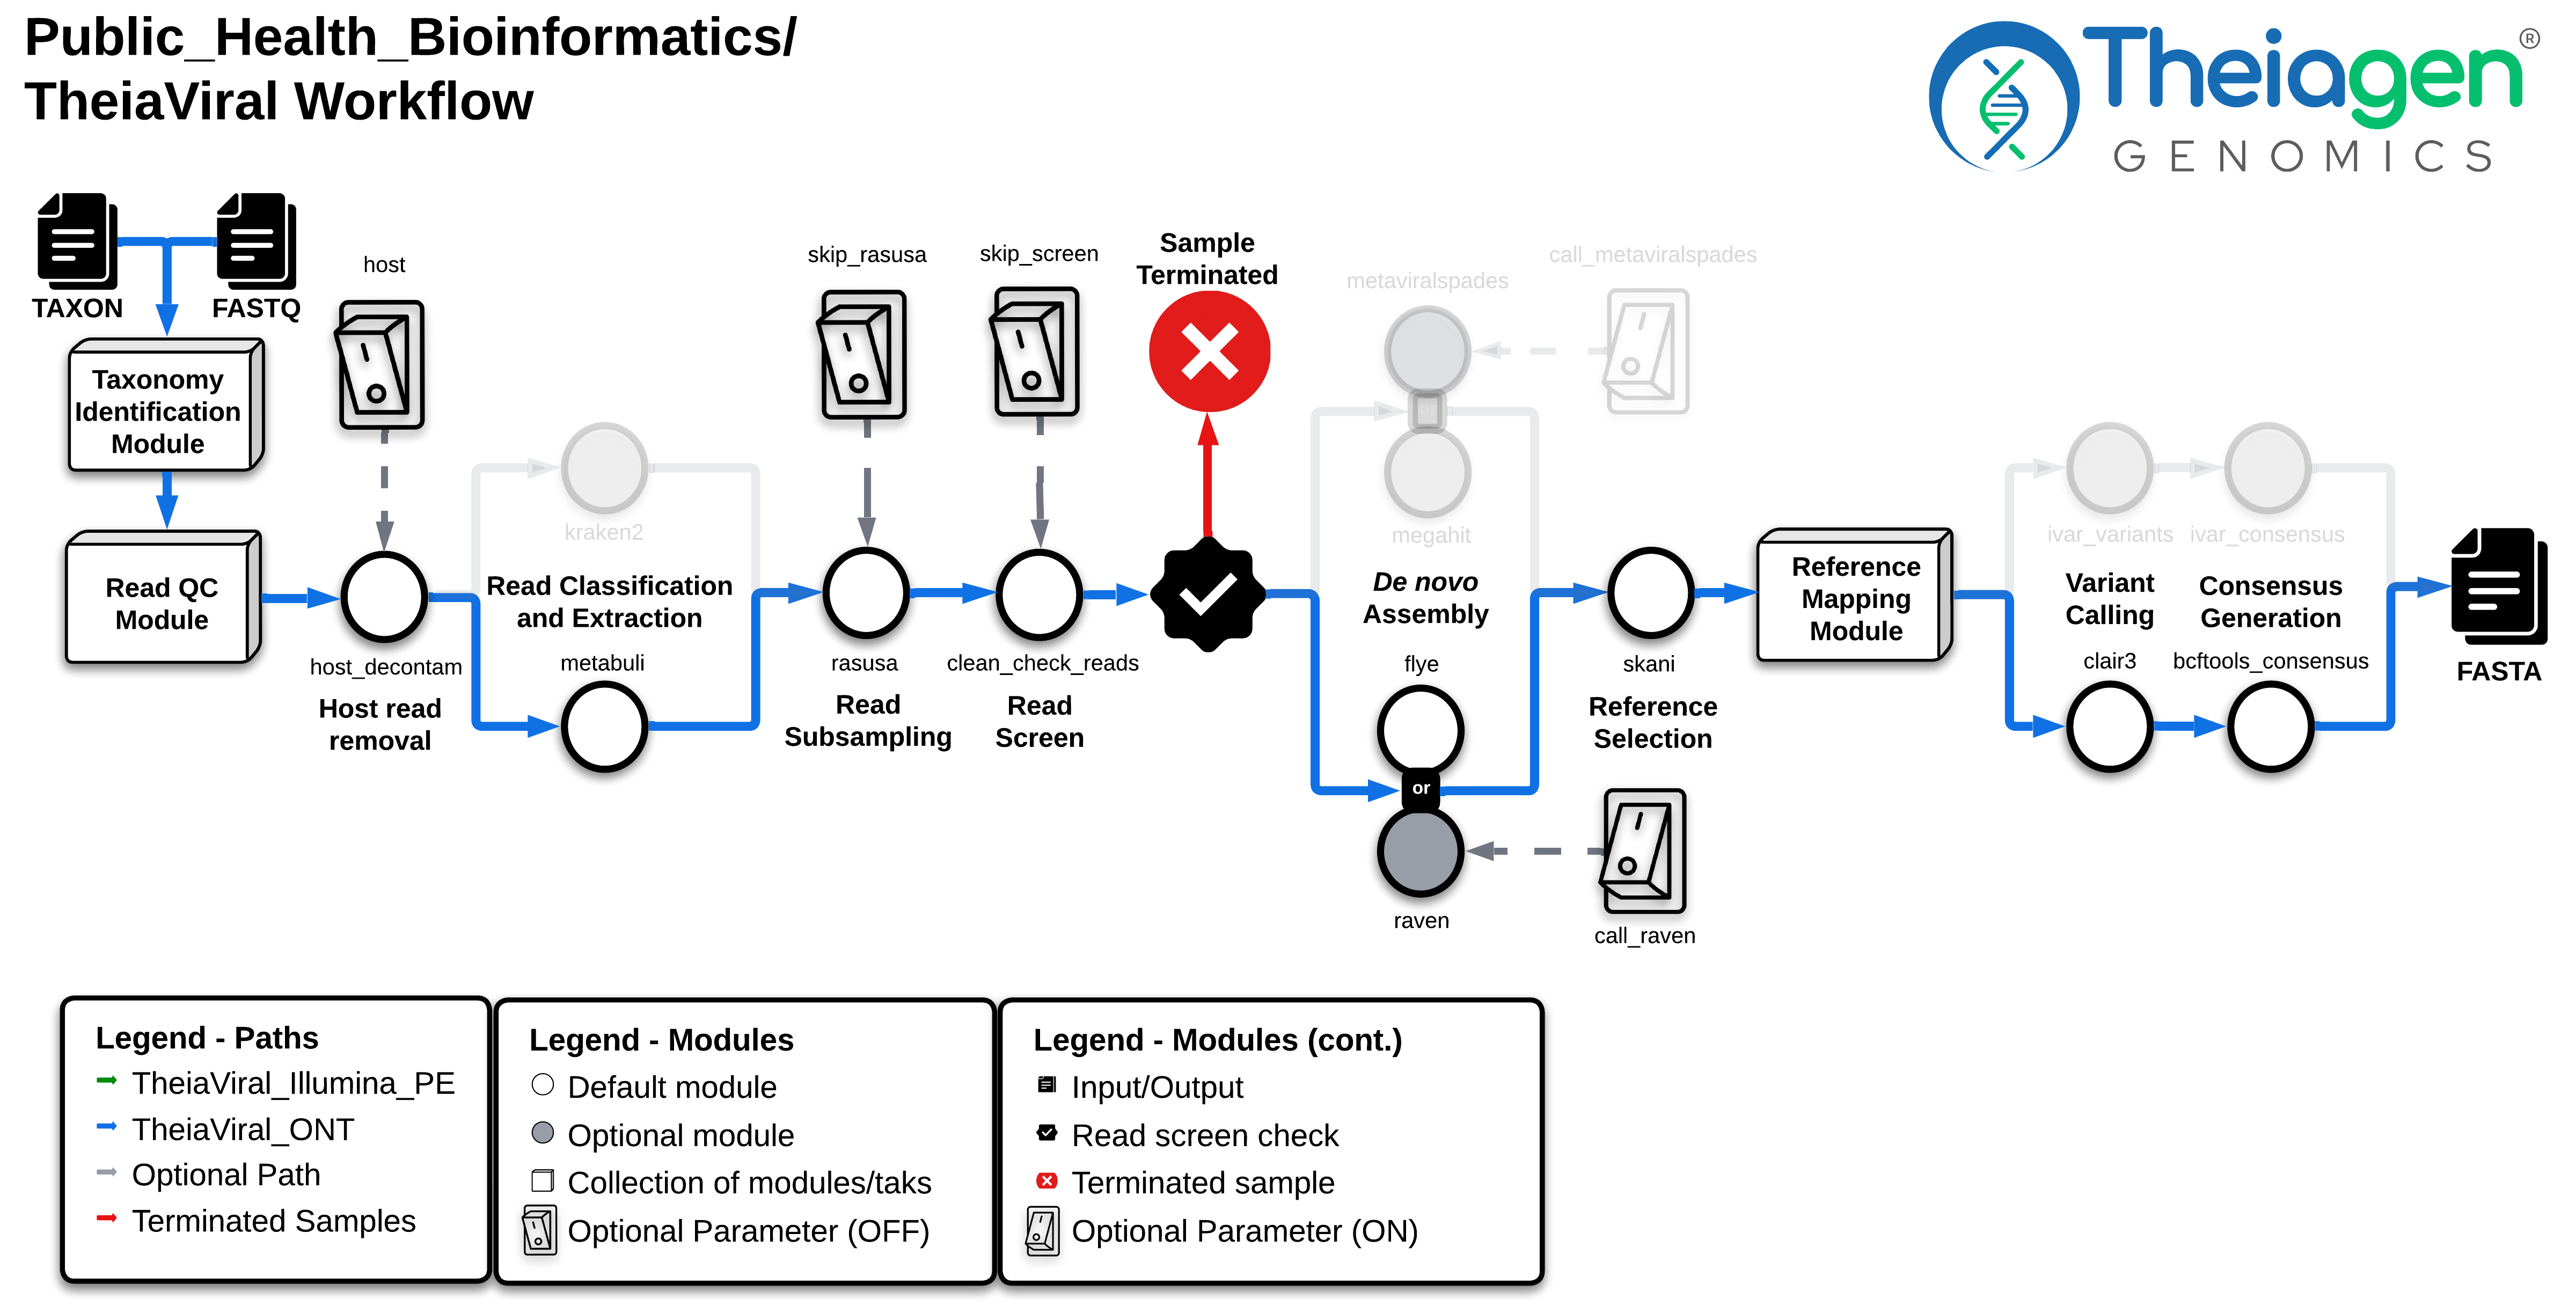 Public_Health_Bioinformatics/
TheiaViral Workflow
Theiagen®
GENOMICS
TAXON
FASTQ
host
skip_rasusa
skip_screen
Sample
Terminated
metaviralspades
call_metaviralspades
Taxonomy
Identification
Module
Read QC
Module
kraken2
megahit
ivar_variants
ivar_consensus
Read Classification
and Extraction
De novo
Assembly
Reference
Mapping
Module
Variant
Calling
Consensus
Generation
host_decontam
metabuli
rasusa
clean_check_reads
flye
skani
clair3
bcftools_consensus
FASTA
Host read
removal
Read
Subsampling
Read
Screen
Reference
Selection
or
raven
call_raven
Legend - Paths
TheiaViral_Illumina_PE
TheiaViral_ONT
Optional Path
Terminated Samples
Legend - Modules
Default module
Optional module
Collection of modules/taks
Optional Parameter (OFF)
Legend - Modules (cont.)
Input/Output
Read screen check
Terminated sample
Optional Parameter (ON)